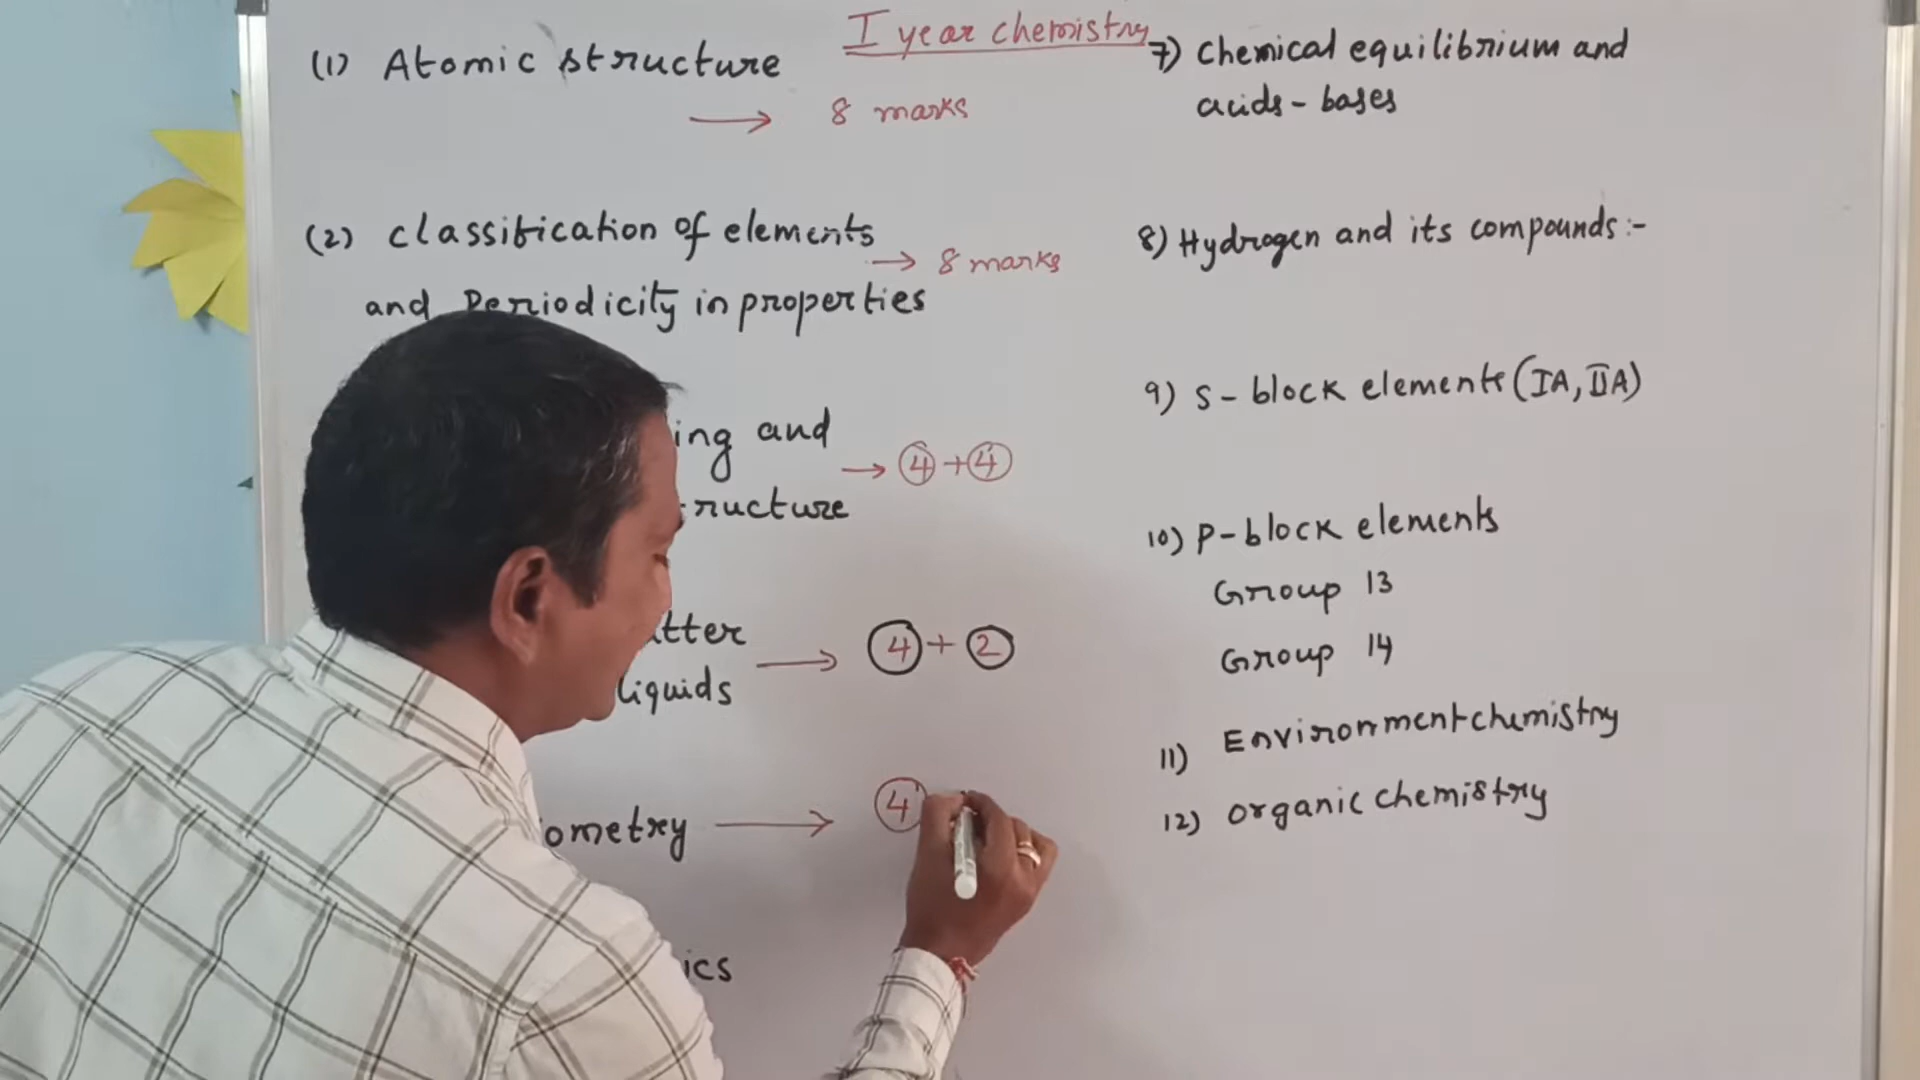 I year chemistry
(1) Atomic structure
→ 8 marks
(2) classification of elements
→ 8 marks
and Periodicity in properties
ing and
→ 4 + 4
ructure
tter
→ 4 + 2
liquids
ometry → 4
ics
7) chemical equilibrium and
acids - bases
8) Hydrogen and its compounds :-
9) s - block elements (IA, IIA)
10) P - block elements
Group 13
Group 14
11) Environment chemistry
12) organic chemistry